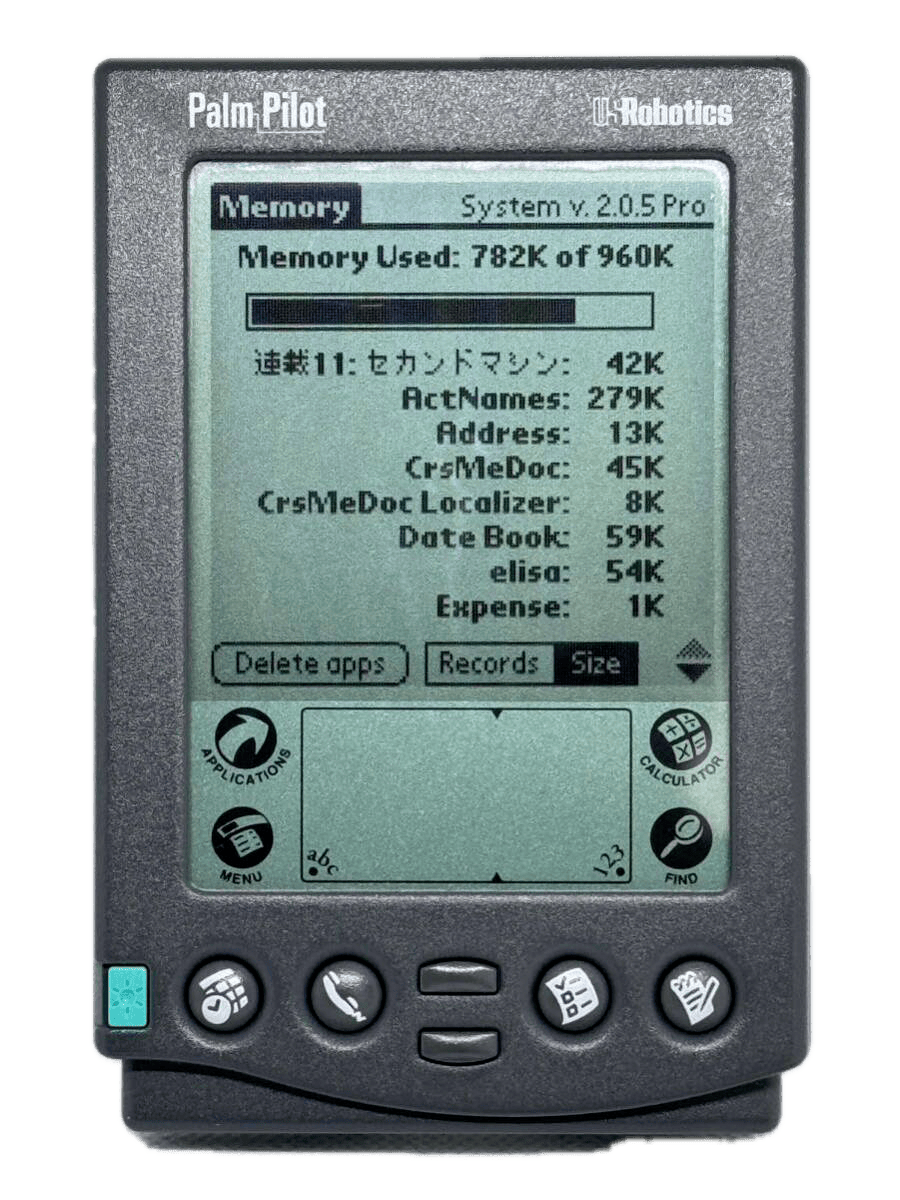 Palm Pilot USRobotics
Memory System v. 2.0.5 Pro
Memory Used: 782K of 960K
連載11: セカンドマシン: 42K
ActNames: 279K
Address: 13K
CrsMeDoc: 45K
CrsMeDoc Localizer: 8K
Date Book: 59K
elisa: 54K
Expense: 1K
Delete apps Records Size
APPLICATIONS CALCULATOR
MENU abc 123 FIND